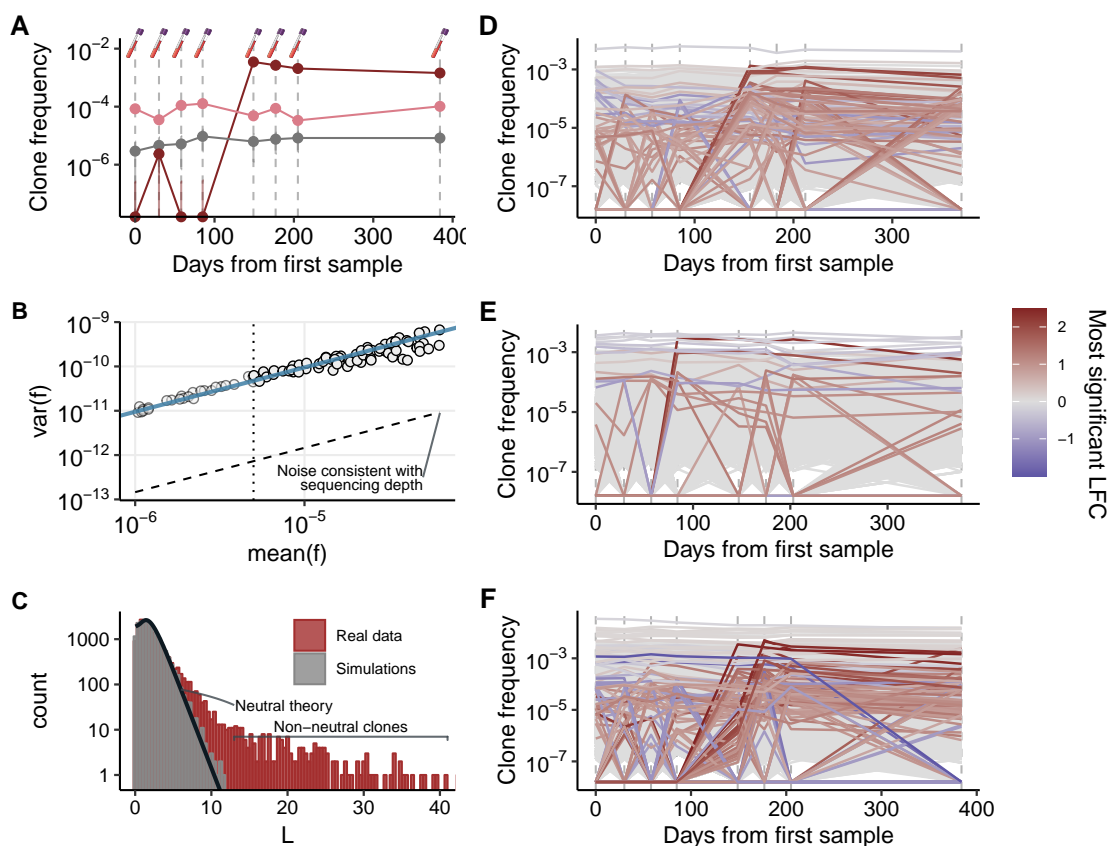 A
10−2
10−4
10−6
Clone frequency
0 100 200 300 400
Days from first sample
B
10−9
10−10
10−11
10−12
10−13
var(f)
Noise consistent with
sequencing depth
10−6 10−5
mean(f)
C
1000
100
10
1
count
Real data
Simulations
Neutral theory
Non−neutral clones
0 10 20 30 40
L
D
10−3
10−5
10−7
Clone frequency
0 100 200 300
Days from first sample
E
10−3
10−5
10−7
Clone frequency
0 100 200 300
Days from first sample
F
10−3
10−5
10−7
Clone frequency
0 100 200 300 400
Days from first sample
2
1
0
−1
Most significant LFC